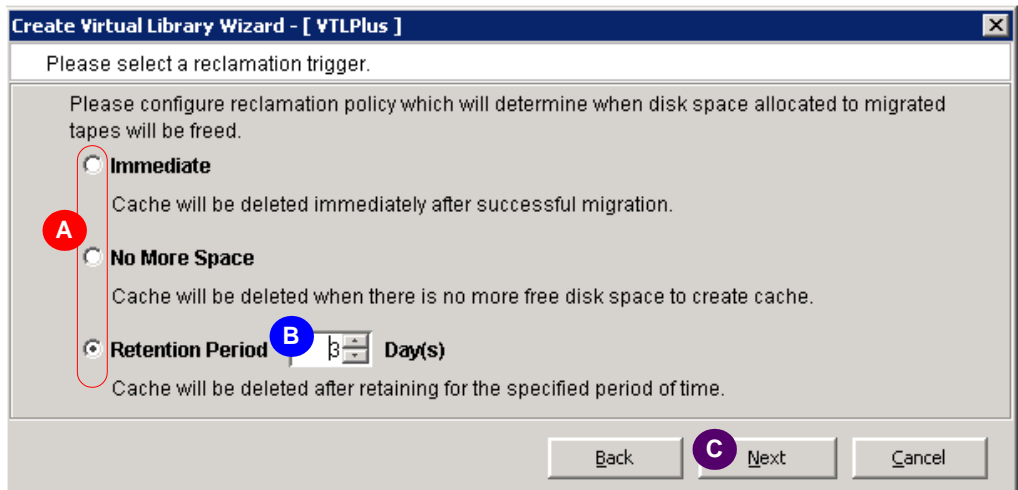 Create Virtual Library Wizard - [ VTLPlus ]
Please select a reclamation trigger.
Please configure reclamation policy which will determine when disk space allocated to migrated
tapes will be freed.
Immediate
Cache will be deleted immediately after successful migration.
A
No More Space
Cache will be deleted when there is no more free disk space to create cache.
Retention Period B 3 Day(s)
Cache will be deleted after retaining for the specified period of time.
Back C Next Cancel